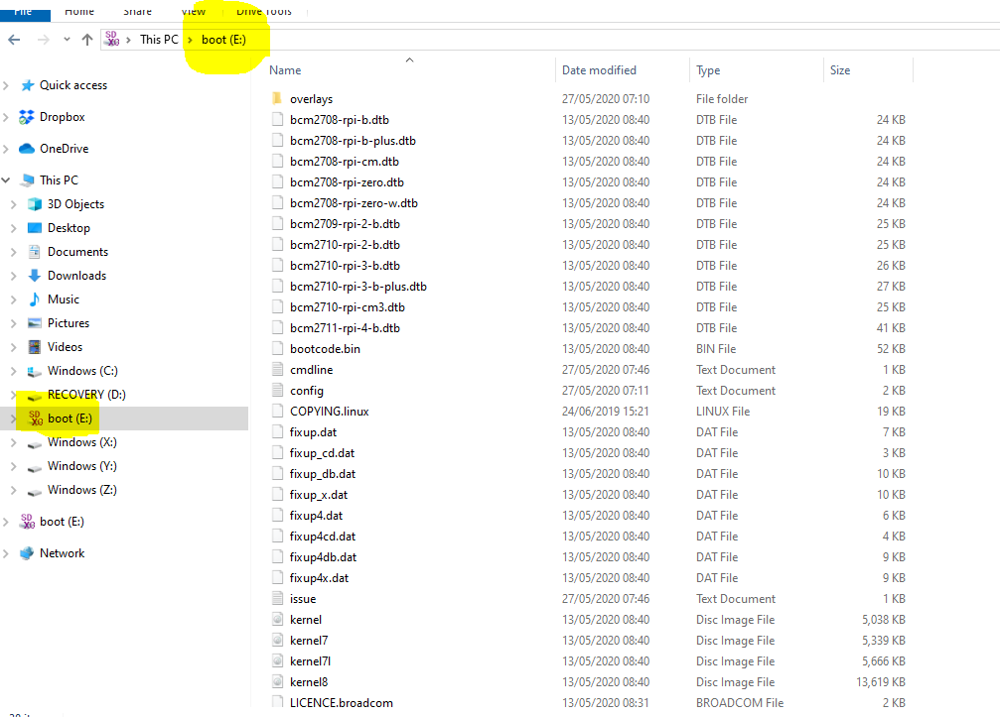 File Home Share View Drive Tools
This PC > boot (E:)
Name Date modified Type Size
Quick access
Dropbox
OneDrive
This PC
3D Objects
Desktop
Documents
Downloads
Music
Pictures
Videos
Windows (C:)
RECOVERY (D:)
boot (E:)
Windows (X:)
Windows (Y:)
Windows (Z:)
boot (E:)
Network
overlays 27/05/2020 07:10 File folder
bcm2708-rpi-b.dtb 13/05/2020 08:40 DTB File 24 KB
bcm2708-rpi-b-plus.dtb 13/05/2020 08:40 DTB File 24 KB
bcm2708-rpi-cm.dtb 13/05/2020 08:40 DTB File 24 KB
bcm2708-rpi-zero.dtb 13/05/2020 08:40 DTB File 24 KB
bcm2708-rpi-zero-w.dtb 13/05/2020 08:40 DTB File 24 KB
bcm2709-rpi-2-b.dtb 13/05/2020 08:40 DTB File 25 KB
bcm2710-rpi-2-b.dtb 13/05/2020 08:40 DTB File 25 KB
bcm2710-rpi-3-b.dtb 13/05/2020 08:40 DTB File 26 KB
bcm2710-rpi-3-b-plus.dtb 13/05/2020 08:40 DTB File 27 KB
bcm2710-rpi-cm3.dtb 13/05/2020 08:40 DTB File 25 KB
bcm2711-rpi-4-b.dtb 13/05/2020 08:40 DTB File 41 KB
bootcode.bin 13/05/2020 08:40 BIN File 52 KB
cmdline 27/05/2020 07:46 Text Document 1 KB
config 27/05/2020 07:11 Text Document 2 KB
COPYING.linux 24/06/2019 15:21 LINUX File 19 KB
fixup.dat 13/05/2020 08:40 DAT File 7 KB
fixup_cd.dat 13/05/2020 08:40 DAT File 3 KB
fixup_db.dat 13/05/2020 08:40 DAT File 10 KB
fixup_x.dat 13/05/2020 08:40 DAT File 10 KB
fixup4.dat 13/05/2020 08:40 DAT File 6 KB
fixup4cd.dat 13/05/2020 08:40 DAT File 4 KB
fixup4db.dat 13/05/2020 08:40 DAT File 9 KB
fixup4x.dat 13/05/2020 08:40 DAT File 9 KB
issue 27/05/2020 07:46 Text Document 1 KB
kernel 13/05/2020 08:40 Disc Image File 5,038 KB
kernel7 13/05/2020 08:40 Disc Image File 5,339 KB
kernel7l 13/05/2020 08:40 Disc Image File 5,666 KB
kernel8 13/05/2020 08:40 Disc Image File 13,619 KB
LICENCE.broadcom 13/05/2020 08:31 BROADCOM File 2 KB